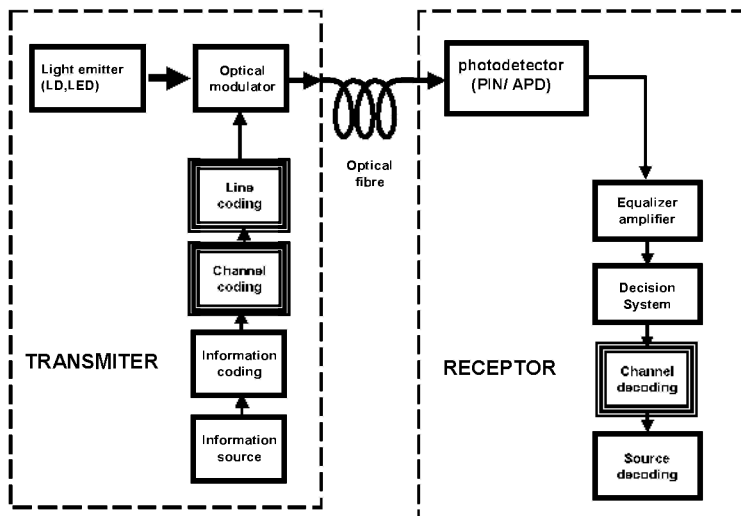 Light emitter
(LD,LED)
Optical
modulator
Line
coding
Channel
coding
Information
coding
Information
source
TRANSMITER
Optical
fibre
photodetector
(PIN/ APD)
Equalizer
amplifier
Decision
System
Channel
decoding
Source
decoding
RECEPTOR